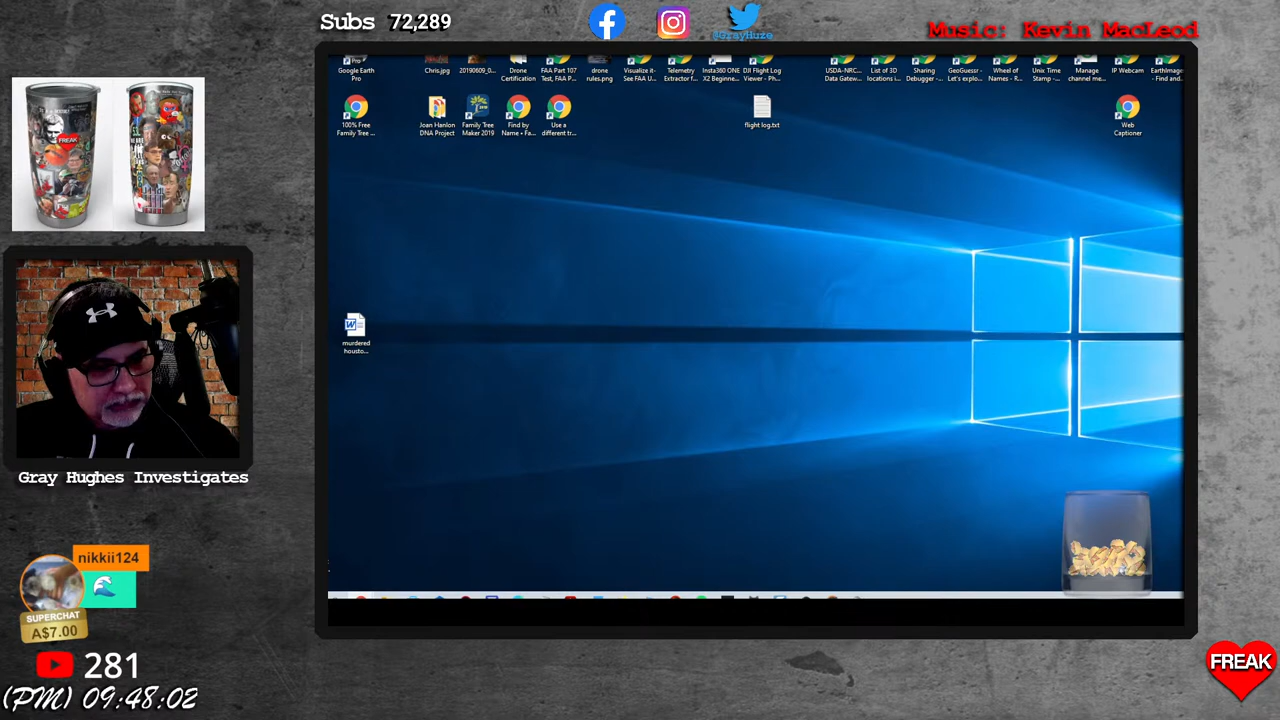 Subs 72,289
@GrayHuze
Music: Kevin MacLeod
Google Earth Pro
Chris.jpg
20190609_0...
Drone Certification
FAA Part 107 Test, FAA P...
drone rules.png
Visualize it- See FAA U...
Telemetry Extractor f...
Insta360 ONE X2 Beginne...
DJI Flight Log Viewer - Ph...
USDA-NRC... Data Gatew...
List of 3D locations i...
Sharing Debugger -...
GeoGuessr - Let's explo...
Wheel of Names - R...
Unix Time Stamp -...
Manage channel me...
IP Webcam
EarthImage - Find and...
100% Free Family Tree ...
Joan Hanlon DNA Project
Family Tree Maker 2019
Find by Name • Fa...
Use a different tr...
flight log.txt
Web Captioner
FREAK
murdered housto...
Gray Hughes Investigates
nikkii124
SUPERCHAT
A$7.00
281
(PM) 09:48:02
FREAK